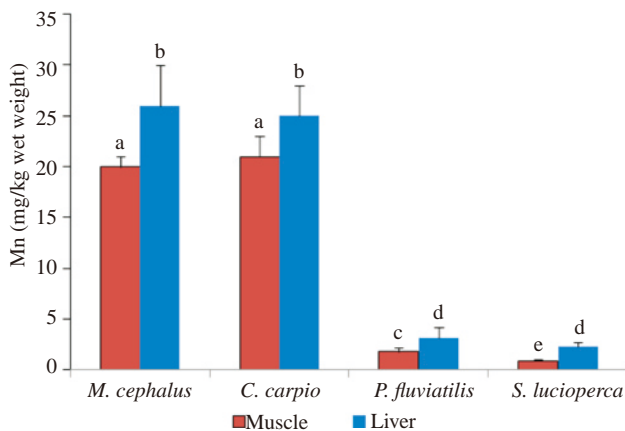 35
30
25
20
15
10
5
0
Mn (mg/kg wet weight)
a b a b c d e d
M. cephalus C. carpio P. fluviatilis S. lucioperca
Muscle Liver